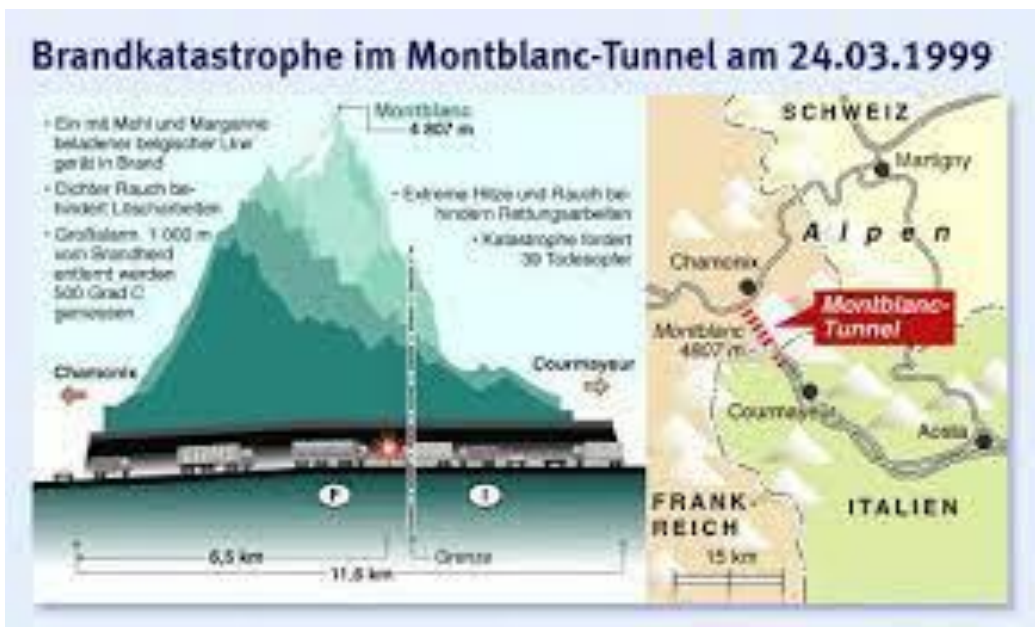 Brandkatastrophe im Montblanc-Tunnel am 24.03.1999
• Ein mit Mehl und Margarine
beladener belgischer Lkw
gerät in Brand
• Dichter Rauch be-
hindert Löscharbeiten
• Großalarm. 1 000 m
vom Brandherd
entfernt werden
500 Grad C
gemessen
Montblanc
4 807 m
• Extreme Hitze und Rauch be-
hindern Rettungsarbeiten
• Katastrophe fordert
39 Todesopfer
Chamonix
Courmayeur
F
I
6,5 km
Grenze
11,6 km
SCHWEIZ
Martigny
Alpen
Chamonix
Montblanc-
Tunnel
Montblanc
4807 m
Courmayeur
Aosta
FRANK-
REICH
ITALIEN
15 km